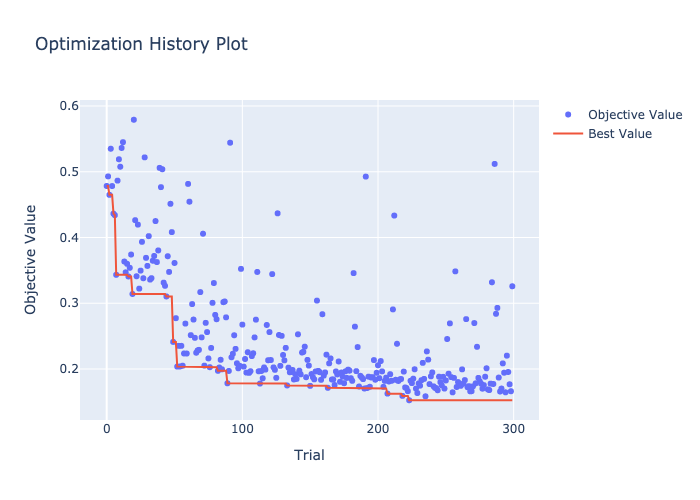 Optimization History Plot
0.6
0.5
0.4
0.3
0.2
Objective Value
0
100
200
300
Trial
Objective Value
Best Value